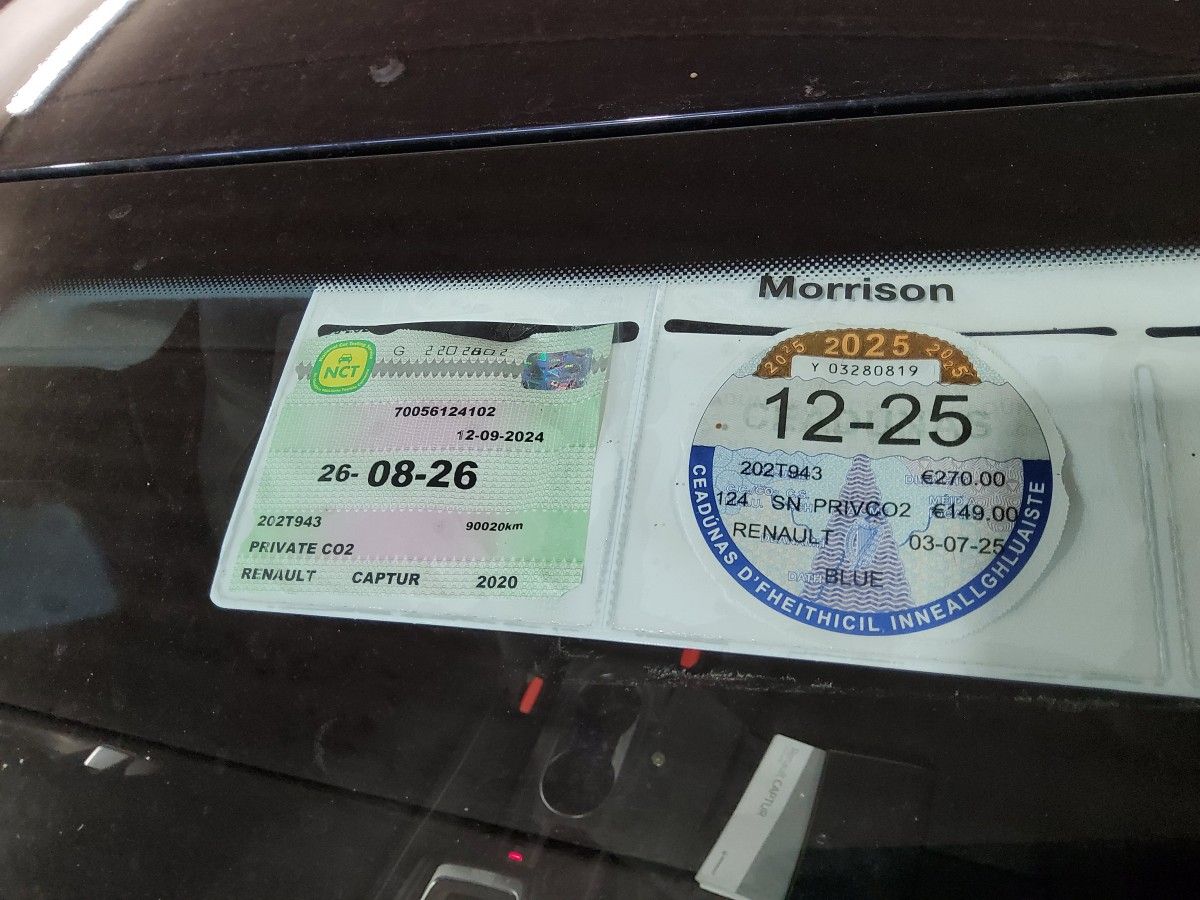 Morrison
NCT
G 2202802
70056124102
12-09-2024
26-08-26
202T943 90020km
PRIVATE CO2
RENAULT CAPTUR 2020
2025 2025 2025
Y 03280819
12-25
202T943 €270.00
124 SN PRIVCO2 €149.00
RENAULT 03-07-25
BLUE
CEADÚNAS D'FHEITHICIL INNEALLGHLUAISTE
CAPTUR